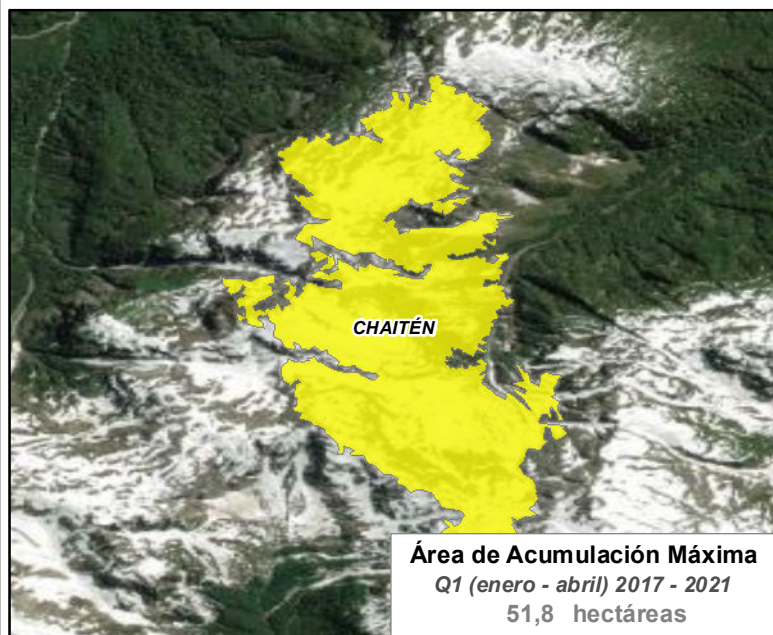 CHAITÉN
Área de Acumulación Máxima
Q1 (enero - abril) 2017 - 2021
51,8 hectáreas